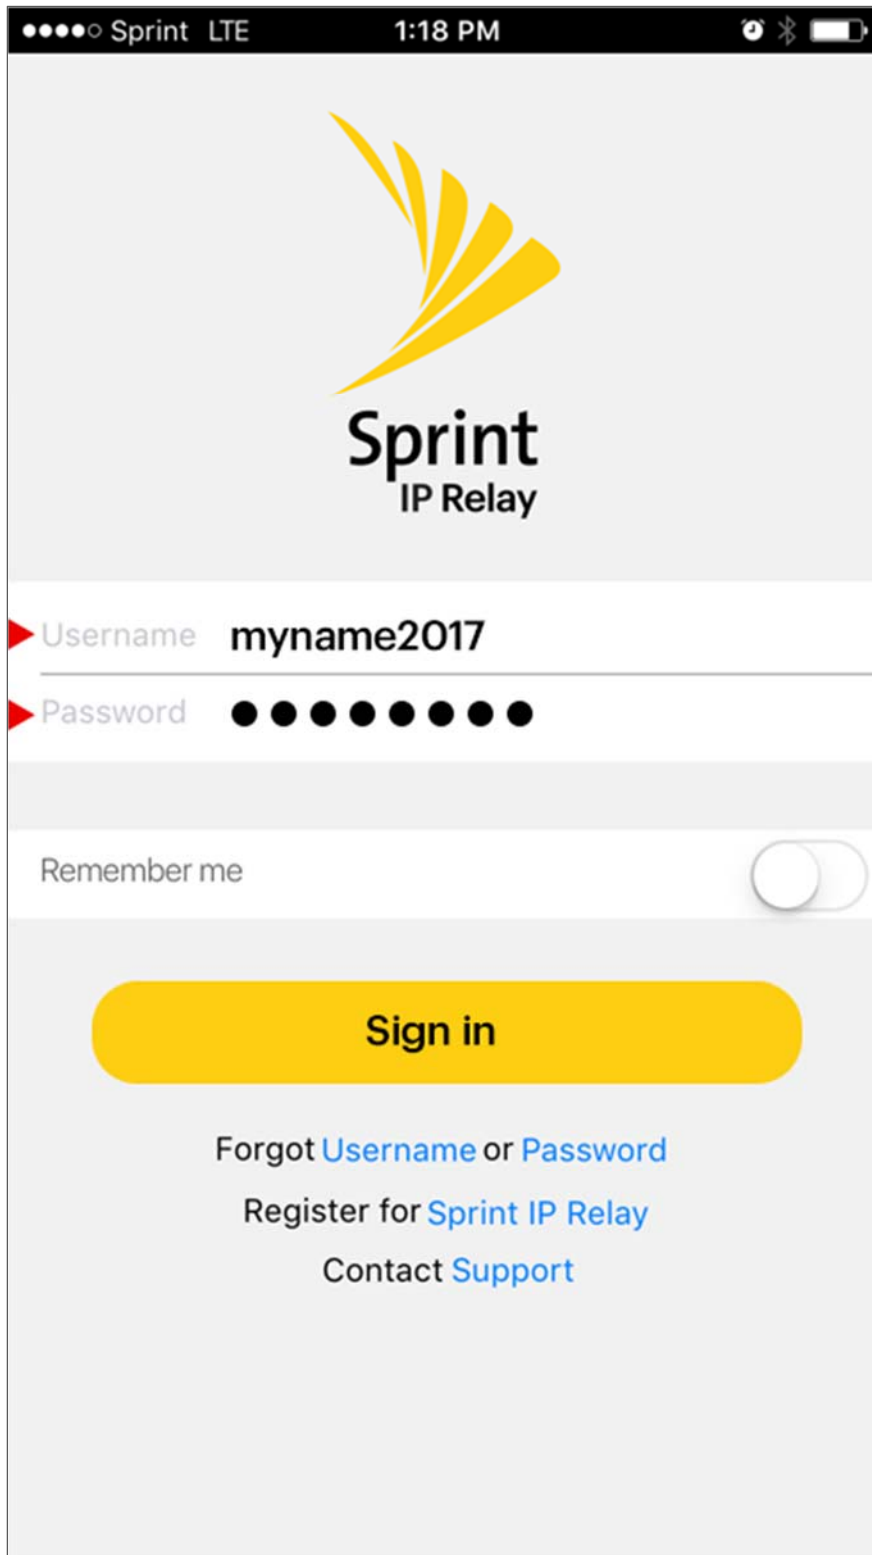 Sprint LTE 1:18 PM
Sprint
IP Relay
Username myname2017
Password ●●●●●●●●
Remember me
Sign in
Forgot Username or Password
Register for Sprint IP Relay
Contact Support